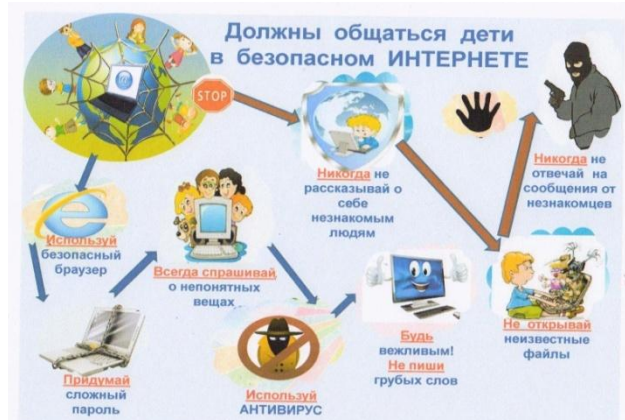 Должны общаться дети
в безопасном ИНТЕРНЕТЕ
STOP
Никогда не
рассказывай о
себе
незнакомым
людям
Никогда не
отвечай на
сообщения от
незнакомцев
Используй
безопасный
браузер
Всегда спрашивай
о непонятных
вещах
Не открывай
неизвестные
файлы
Будь
вежливым!
Не пиши
грубых слов
Придумай
сложный
пароль
Используй
АНТИВИРУС